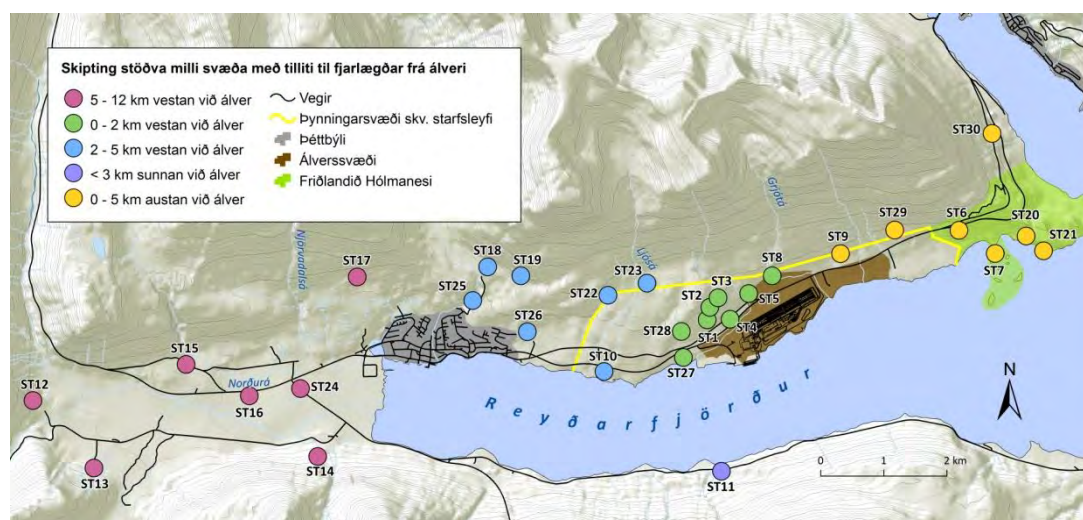 Skipting stöðva milli svæða með tilliti til fjarlægðar frá álveri
5 - 12 km vestan við álver
0 - 2 km vestan við álver
2 - 5 km vestan við álver
< 3 km sunnan við álver
0 - 5 km austan við álver
Vegir
Þynningarsvæði skv. starfsleyfi
Þéttbýli
Álverssvæði
Friðlandið Hólmanesi
ST30
Grjótá
ST29
ST6
ST20
ST21
ST7
ST9
ST8
Njörvadalsá
ST17
ST18
ST19
ST25
Ljósá
ST23
ST22
ST3
ST2
ST5
ST4
ST1
ST28
ST26
ST27
ST10
ST15
ST12
Norðurá
ST24
ST16
Reyðarfjörður
N
ST13
ST14
ST11
0 1 2 km